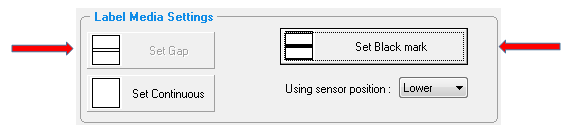 Label Media Settings
Set Gap
Set Black mark
Set Continuous
Using sensor position : Lower